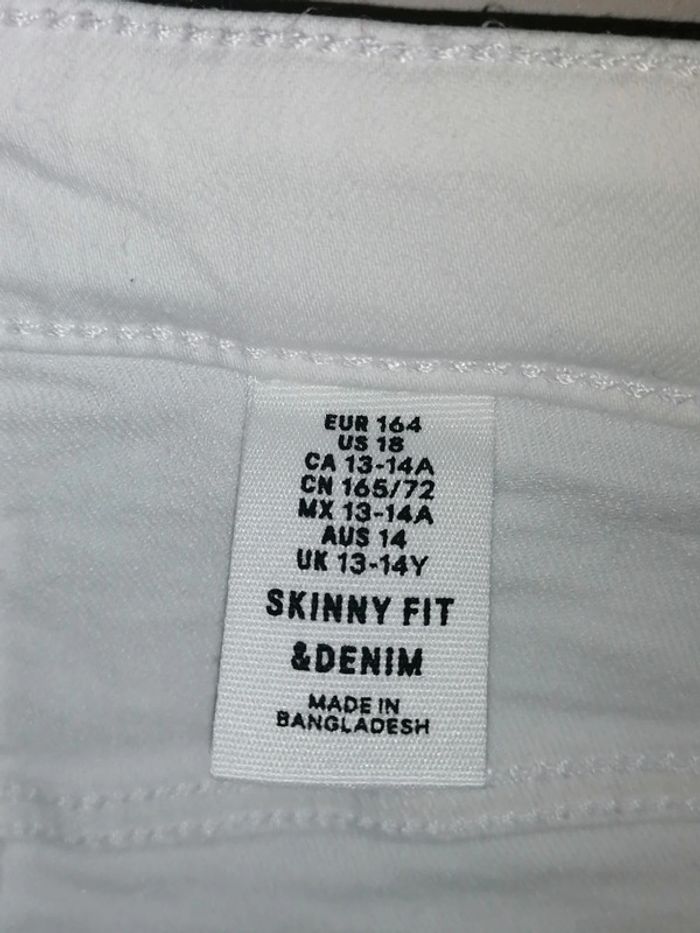 EUR 164
US 18
CA 13-14A
CN 165/72
MX 13-14A
AUS 14
UK 13-14Y
SKINNY FIT
&DENIM
MADE IN
BANGLADESH